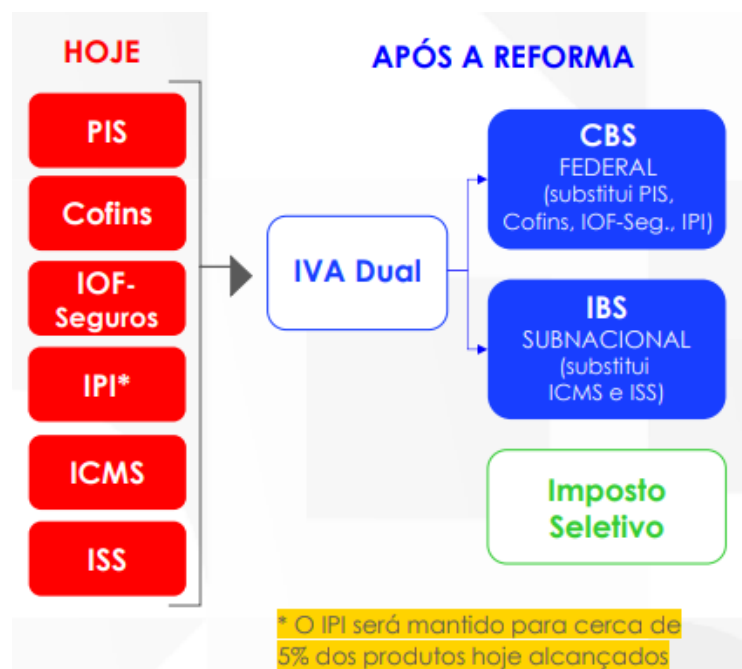 HOJE
PIS
Cofins
IOF-
Seguros
IPI*
ICMS
ISS
IVA Dual
APÓS A REFORMA
CBS
FEDERAL
(substitui PIS,
Cofins, IOF-Seg., IPI)
IBS
SUBNACIONAL
(substitui
ICMS e ISS)
Imposto
Seletivo
* O IPI será mantido para cerca de
5% dos produtos hoje alcançados